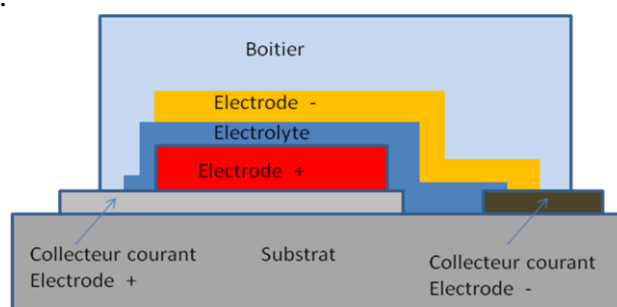 Boitier
Electrode -
Electrolyte
Electrode +
Collecteur courant
Electrode +
Substrat
Collecteur courant
Electrode -